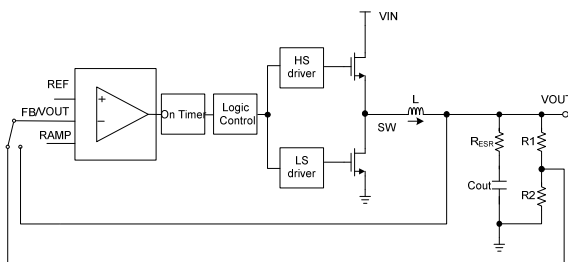 VIN
HS
driver
REF
FB/VOUT
RAMP
+
−
On Timer
Logic
Control
L
VOUT
SW
LS
driver
RESR
R1
Cout
R2